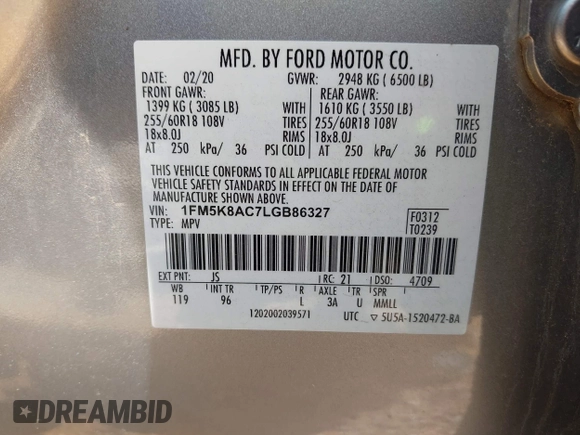 MFD. BY FORD MOTOR CO.
DATE: 02/20 GVWR: 2948 KG ( 6500 LB)
FRONT GAWR: REAR GAWR:
1399 KG ( 3085 LB) WITH 1610 KG ( 3550 LB) WITH
255/60R18 108V TIRES 255/60R18 108V TIRES
18x8.0J RIMS 18x8.0J RIMS
AT 250 kPa/ 36 PSI COLD AT 250 kPa/ 36 PSI COLD
THIS VEHICLE CONFORMS TO ALL APPLICABLE FEDERAL MOTOR
VEHICLE SAFETY STANDARDS IN EFFECT ON THE DATE OF
MANUFACTURE SHOWN ABOVE.
VIN: 1FM5K8AC7LGB86327 F0312
TYPE: MPV T0239
EXT PNT: JS RC: 21 DSO: 4709
WB INT TR TP/PS R AXLE TR SPR
119 96 L 3A U MMLL
1202002039571 UTC ▽ 5U5A-1520472-BA
DREAMBID